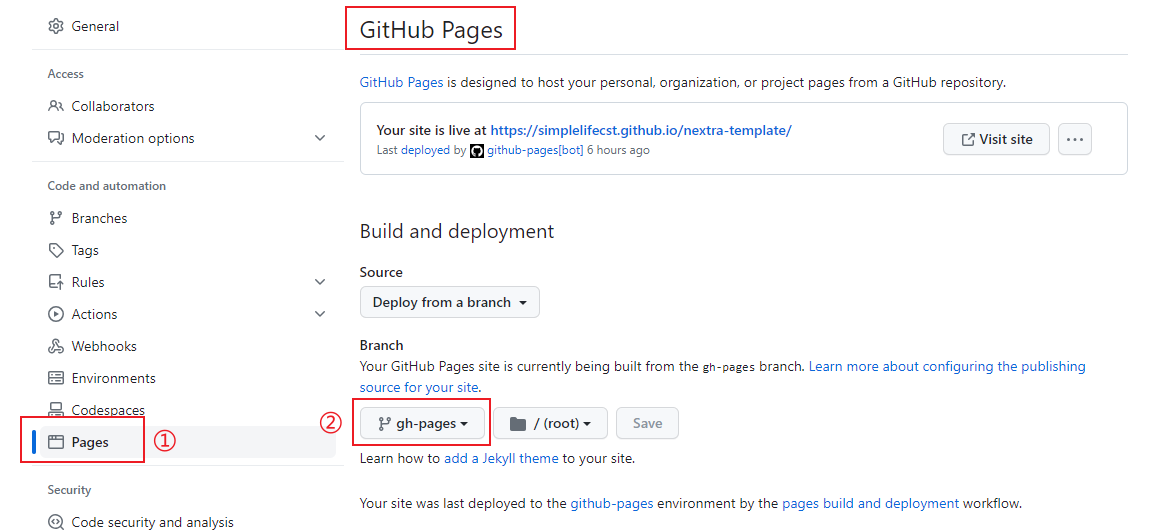 General
Access
Collaborators
Moderation options
Code and automation
Branches
Tags
Rules
Actions
Webhooks
Environments
Codespaces
Pages ①
Security
Code security and analysis
GitHub Pages
GitHub Pages is designed to host your personal, organization, or project pages from a GitHub repository.
Your site is live at https://simplelifecst.github.io/nextra-template/
Last deployed by github-pages[bot] 6 hours ago
Visit site
Build and deployment
Source
Deploy from a branch
Branch
Your GitHub Pages site is currently being built from the gh-pages branch. Learn more about configuring the publishing
source for your site.
② gh-pages / (root) Save
Learn how to add a Jekyll theme to your site.
Your site was last deployed to the github-pages environment by the pages build and deployment workflow.